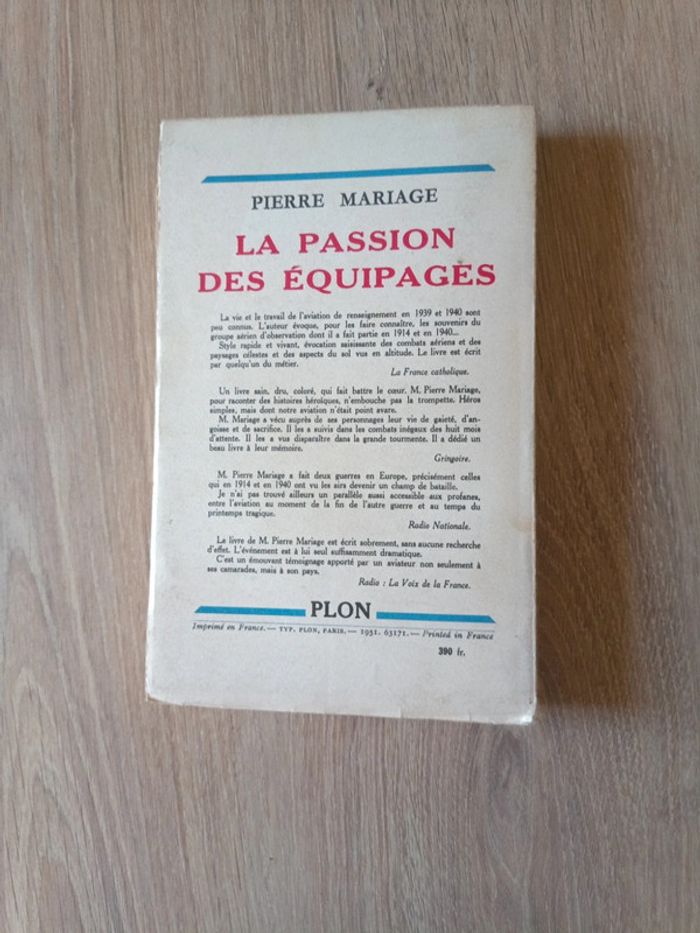 PIERRE MARIAGE
LA PASSION
DES ÉQUIPAGES
La vie et le travail de l'aviation de renseignement en 1939 et 1940 sont
peu connus. L'auteur évoque, pour les faire connaître, les souvenirs du
groupe aérien d'observation dont il a fait partie en 1914 et en 1940...
Style rapide et vivant, évocation saisissante des combats aériens et des
paysages célestes et des aspects du sol vus en altitude. Le livre est écrit
par quelqu'un du métier.
La France catholique.
Un livre sain, dru, coloré, qui fait battre le cœur. M. Pierre Mariage,
pour raconter des histoires héroïques, n'embouche pas la trompette. Héros
simples, mais dont notre aviation n'était point avare.
M. Mariage a vécu auprès de ses personnages leur vie de gaieté, d'an-
goisse et de sacrifice. Il les a suivis dans les combats inégaux des huit mois
d'attente. Il les a vus disparaître dans la grande tourmente. Il a dédié un
beau livre à leur mémoire.
Gringoire.
M. Pierre Mariage a fait deux guerres en Europe, précisément celles
qui en 1914 et en 1940 ont vu les airs devenir un champ de bataille.
Je n'ai pas trouvé ailleurs un parallèle aussi accessible aux profanes,
entre l'aviation au moment de la fin de l'autre guerre et au temps du
printemps tragique.
Radio Nationale.
Le livre de M. Pierre Mariage est écrit sobrement, sans aucune recherche
d'effet. L'événement est à lui seul suffisamment dramatique.
C'est un émouvant témoignage apporté par un aviateur non seulement à
ses camarades, mais à son pays.
Radio : La Voix de la France.
PLON
Imprimé en France. — TYP. PLON, PARIS. — 1951. 63171. — Printed in France
390 fr.